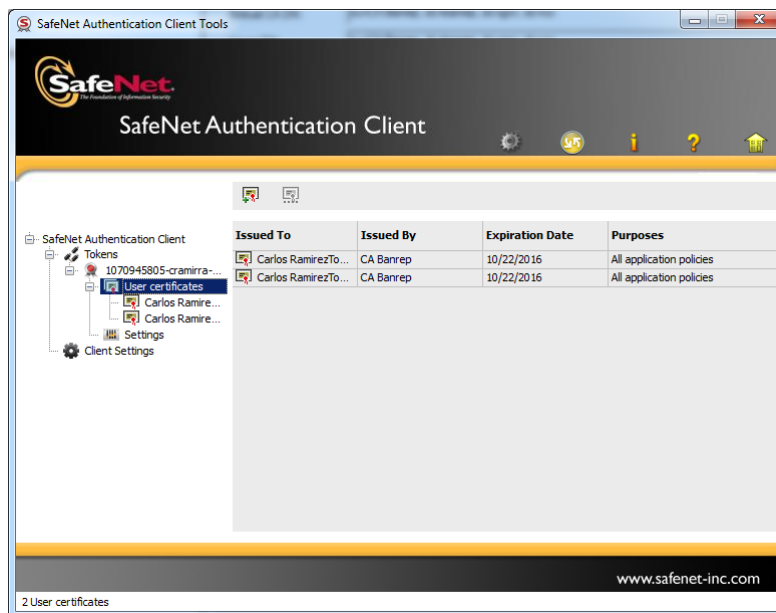 SafeNet Authentication Client Tools
SafeNet.
The Foundation of Information Security
SafeNet Authentication Client
SafeNet Authentication Client
Tokens
1070945805-cramirra-...
User certificates
Carlos Ramire...
Carlos Ramire...
Settings
Client Settings
Issued To Issued By Expiration Date Purposes
Carlos RamirezTo... CA Banrep 10/22/2016 All application policies
Carlos RamirezTo... CA Banrep 10/22/2016 All application policies
www.safenet-inc.com
2 User certificates